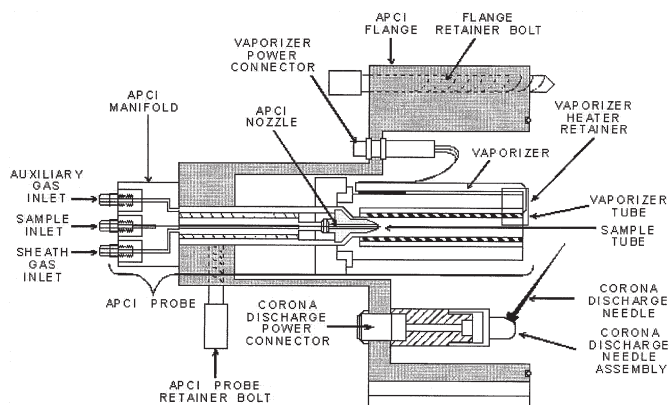 APCI
FLANGE
FLANGE
RETAINER BOLT
VAPORIZER
POWER
CONNECTOR
APCI
MANIFOLD
APCI
NOZZLE
VAPORIZER
HEATER
RETAINER
VAPORIZER
AUXILIARY
GAS
INLET
SAMPLE
INLET
SHEATH
GAS
INLET
VAPORIZER
TUBE
SAMPLE
TUBE
APCI PROBE
CORONA
DISCHARGE
POWER
CONNECTOR
CORONA
DISCHARGE
NEEDLE
CORONA
DISCHARGE
NEEDLE
ASSEMBLY
APCI PROBE
RETAINER BOLT